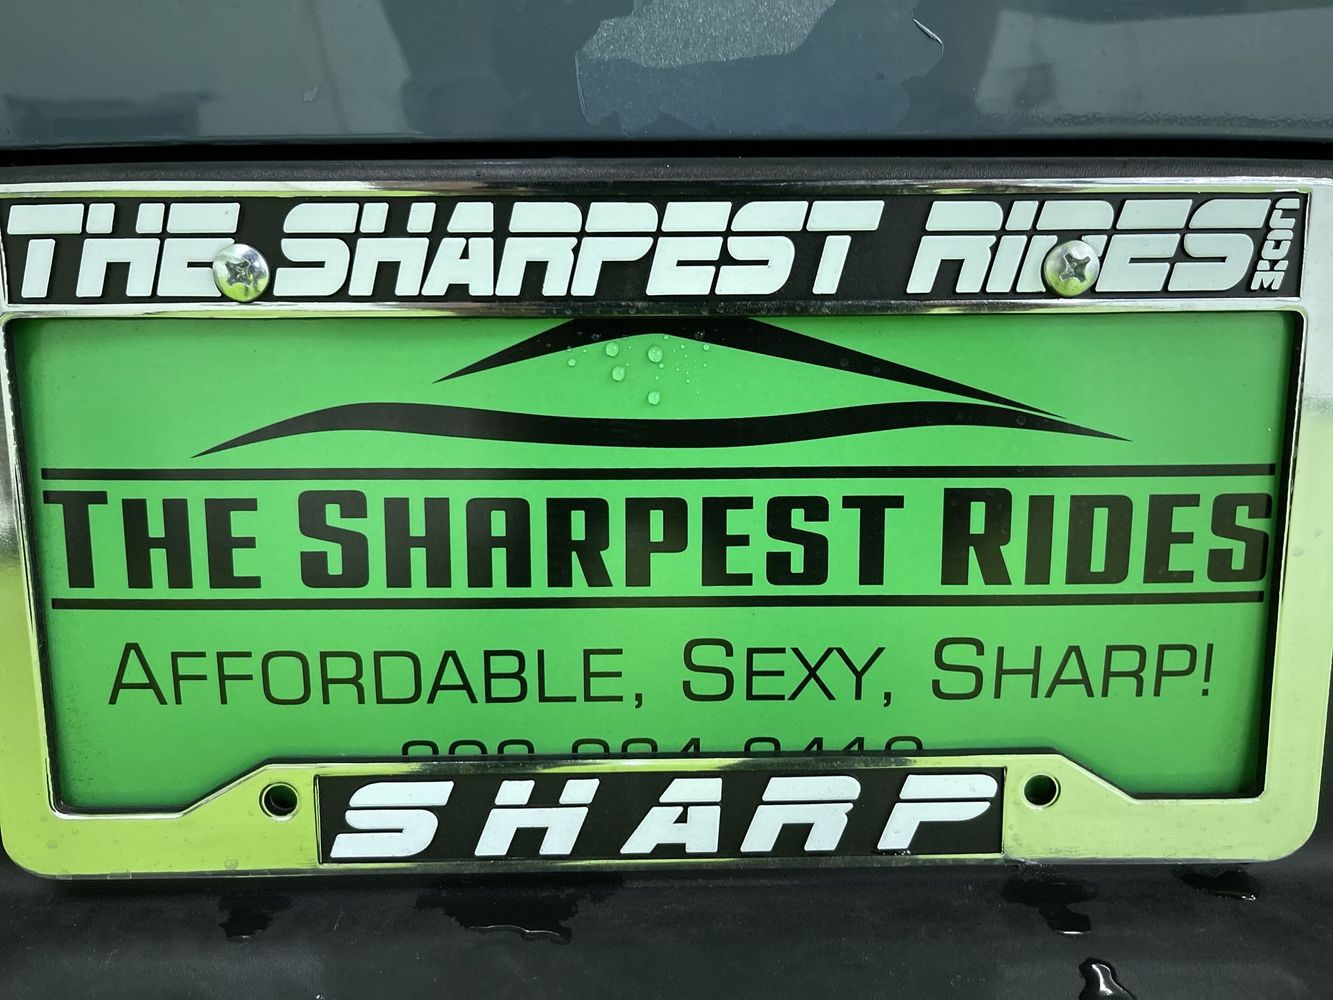 THE SHARPEST RIDES.com
THE SHARPEST RIDES
AFFORDABLE, SEXY, SHARP!
SHARP